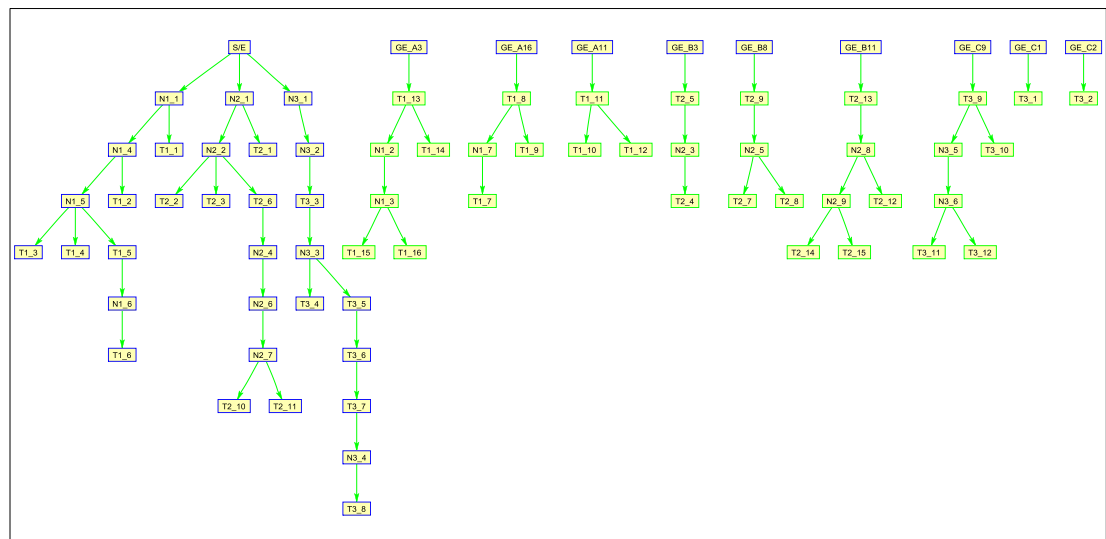 S/E GE_A3 GE_A16 GE_A11 GE_B3 GE_B8 GE_B11 GE_C9 GE_C1 GE_C2
N1_1 N2_1 N3_1 T1_13 T1_8 T1_11 T2_5 T2_9 T2_13 T3_9 T3_1 T3_2
N1_4 T1_1 N2_2 T2_1 N3_2 N1_2 T1_14 N1_7 T1_9 T1_10 T1_12 N2_3 N2_5 N2_8 N3_5 T3_10
N1_5 T1_2 T2_2 T2_3 T2_6 T3_3 N1_3 T1_7 T2_4 T2_7 T2_8 N2_9 T2_12 N3_6
T1_3 T1_4 T1_5 N2_4 N3_3 T1_15 T1_16 T2_14 T2_15 T3_11 T3_12
N1_6 N2_6 T3_4 T3_5
T1_6 N2_7 T3_6
T2_10 T2_11 T3_7
N3_4
T3_8